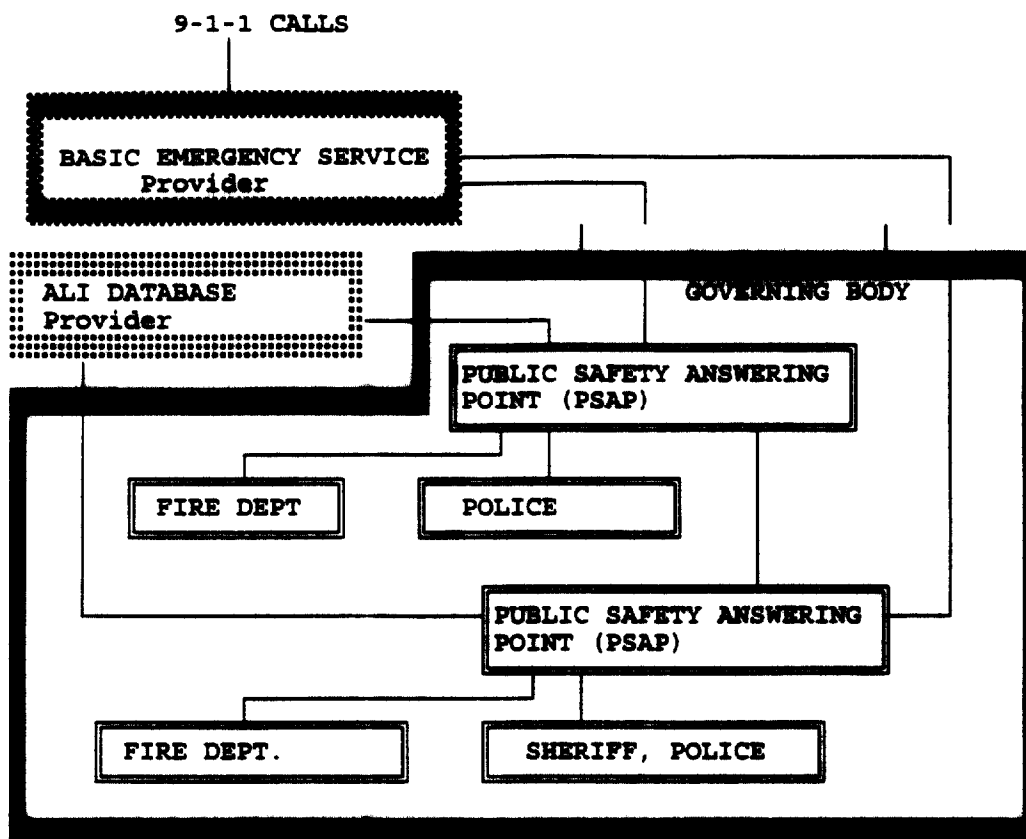 9-1-1 CALLS
BASIC EMERGENCY SERVICE
Provider
ALI DATABASE
Provider
GOVERNING BODY
PUBLIC SAFETY ANSWERING
POINT (PSAP)
FIRE DEPT
POLICE
PUBLIC SAFETY ANSWERING
POINT (PSAP)
FIRE DEPT.
SHERIFF, POLICE